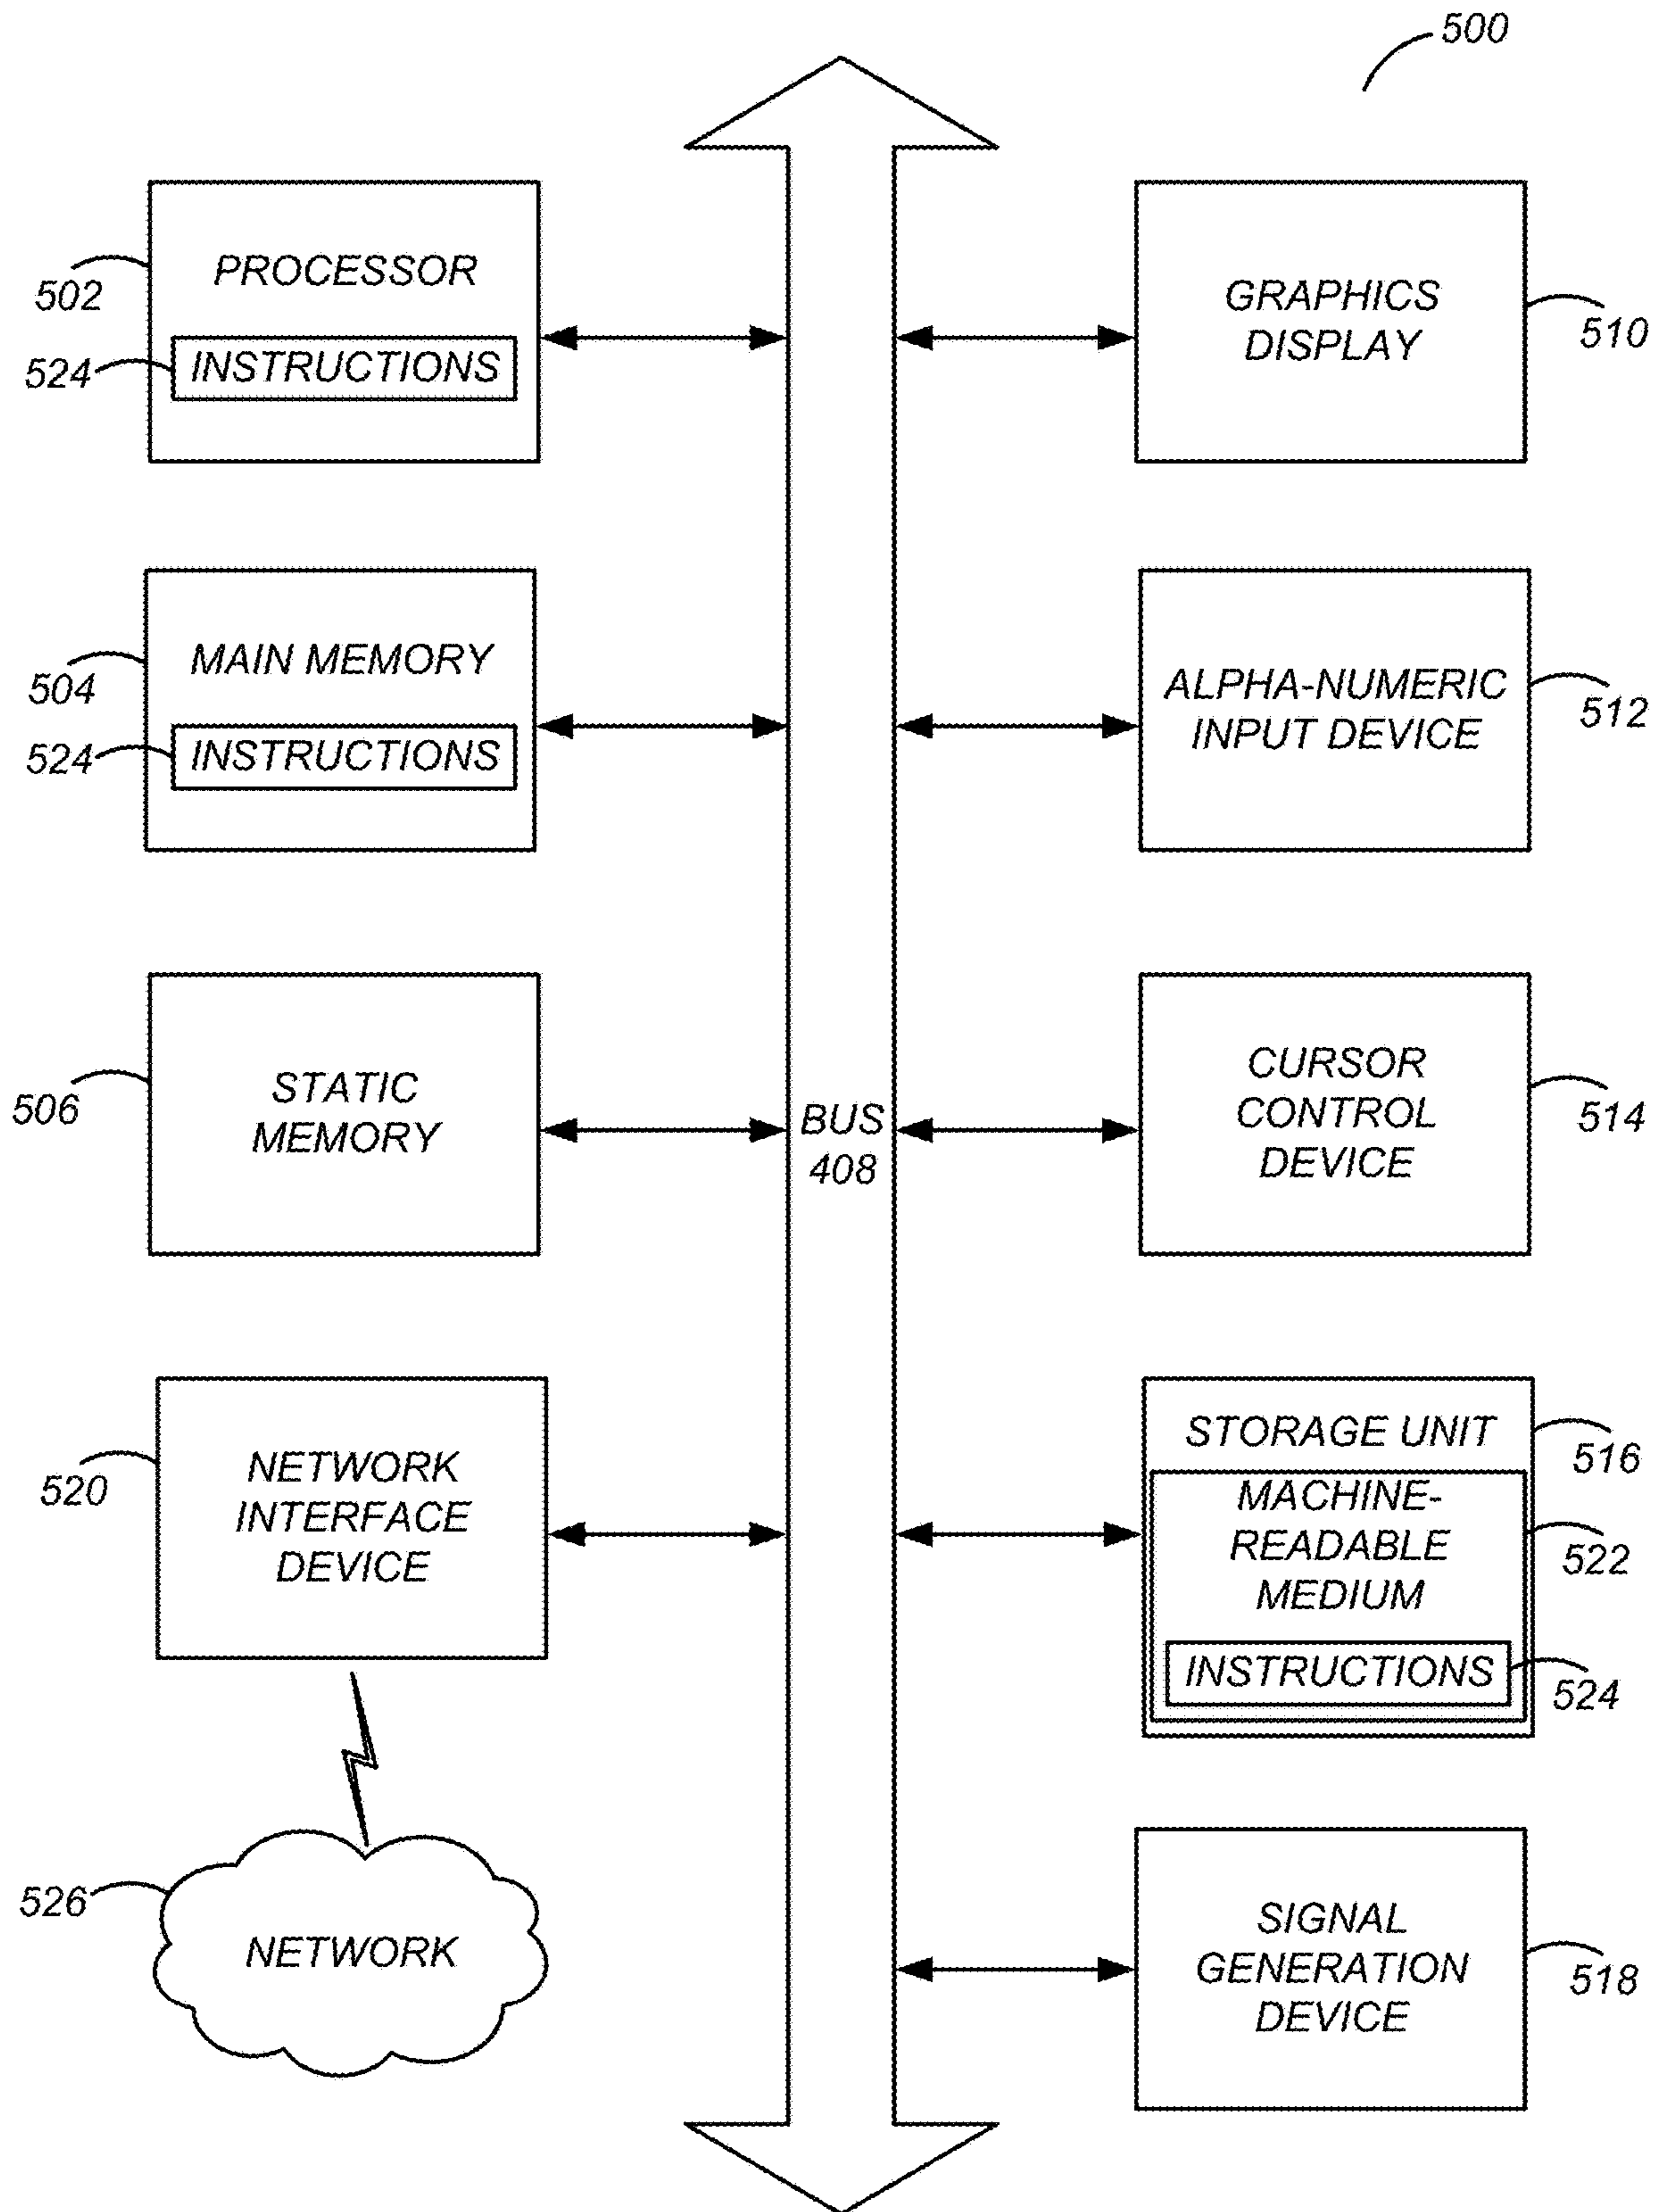 500
PROCESSOR
502
524
INSTRUCTIONS
GRAPHICS
DISPLAY
510
MAIN MEMORY
504
524
INSTRUCTIONS
ALPHA-NUMERIC
INPUT DEVICE
512
STATIC
MEMORY
506
BUS
408
CURSOR
CONTROL
DEVICE
514
NETWORK
INTERFACE
DEVICE
520
STORAGE UNIT
516
MACHINE-
READABLE
MEDIUM
522
INSTRUCTIONS
524
526
NETWORK
SIGNAL
GENERATION
DEVICE
518